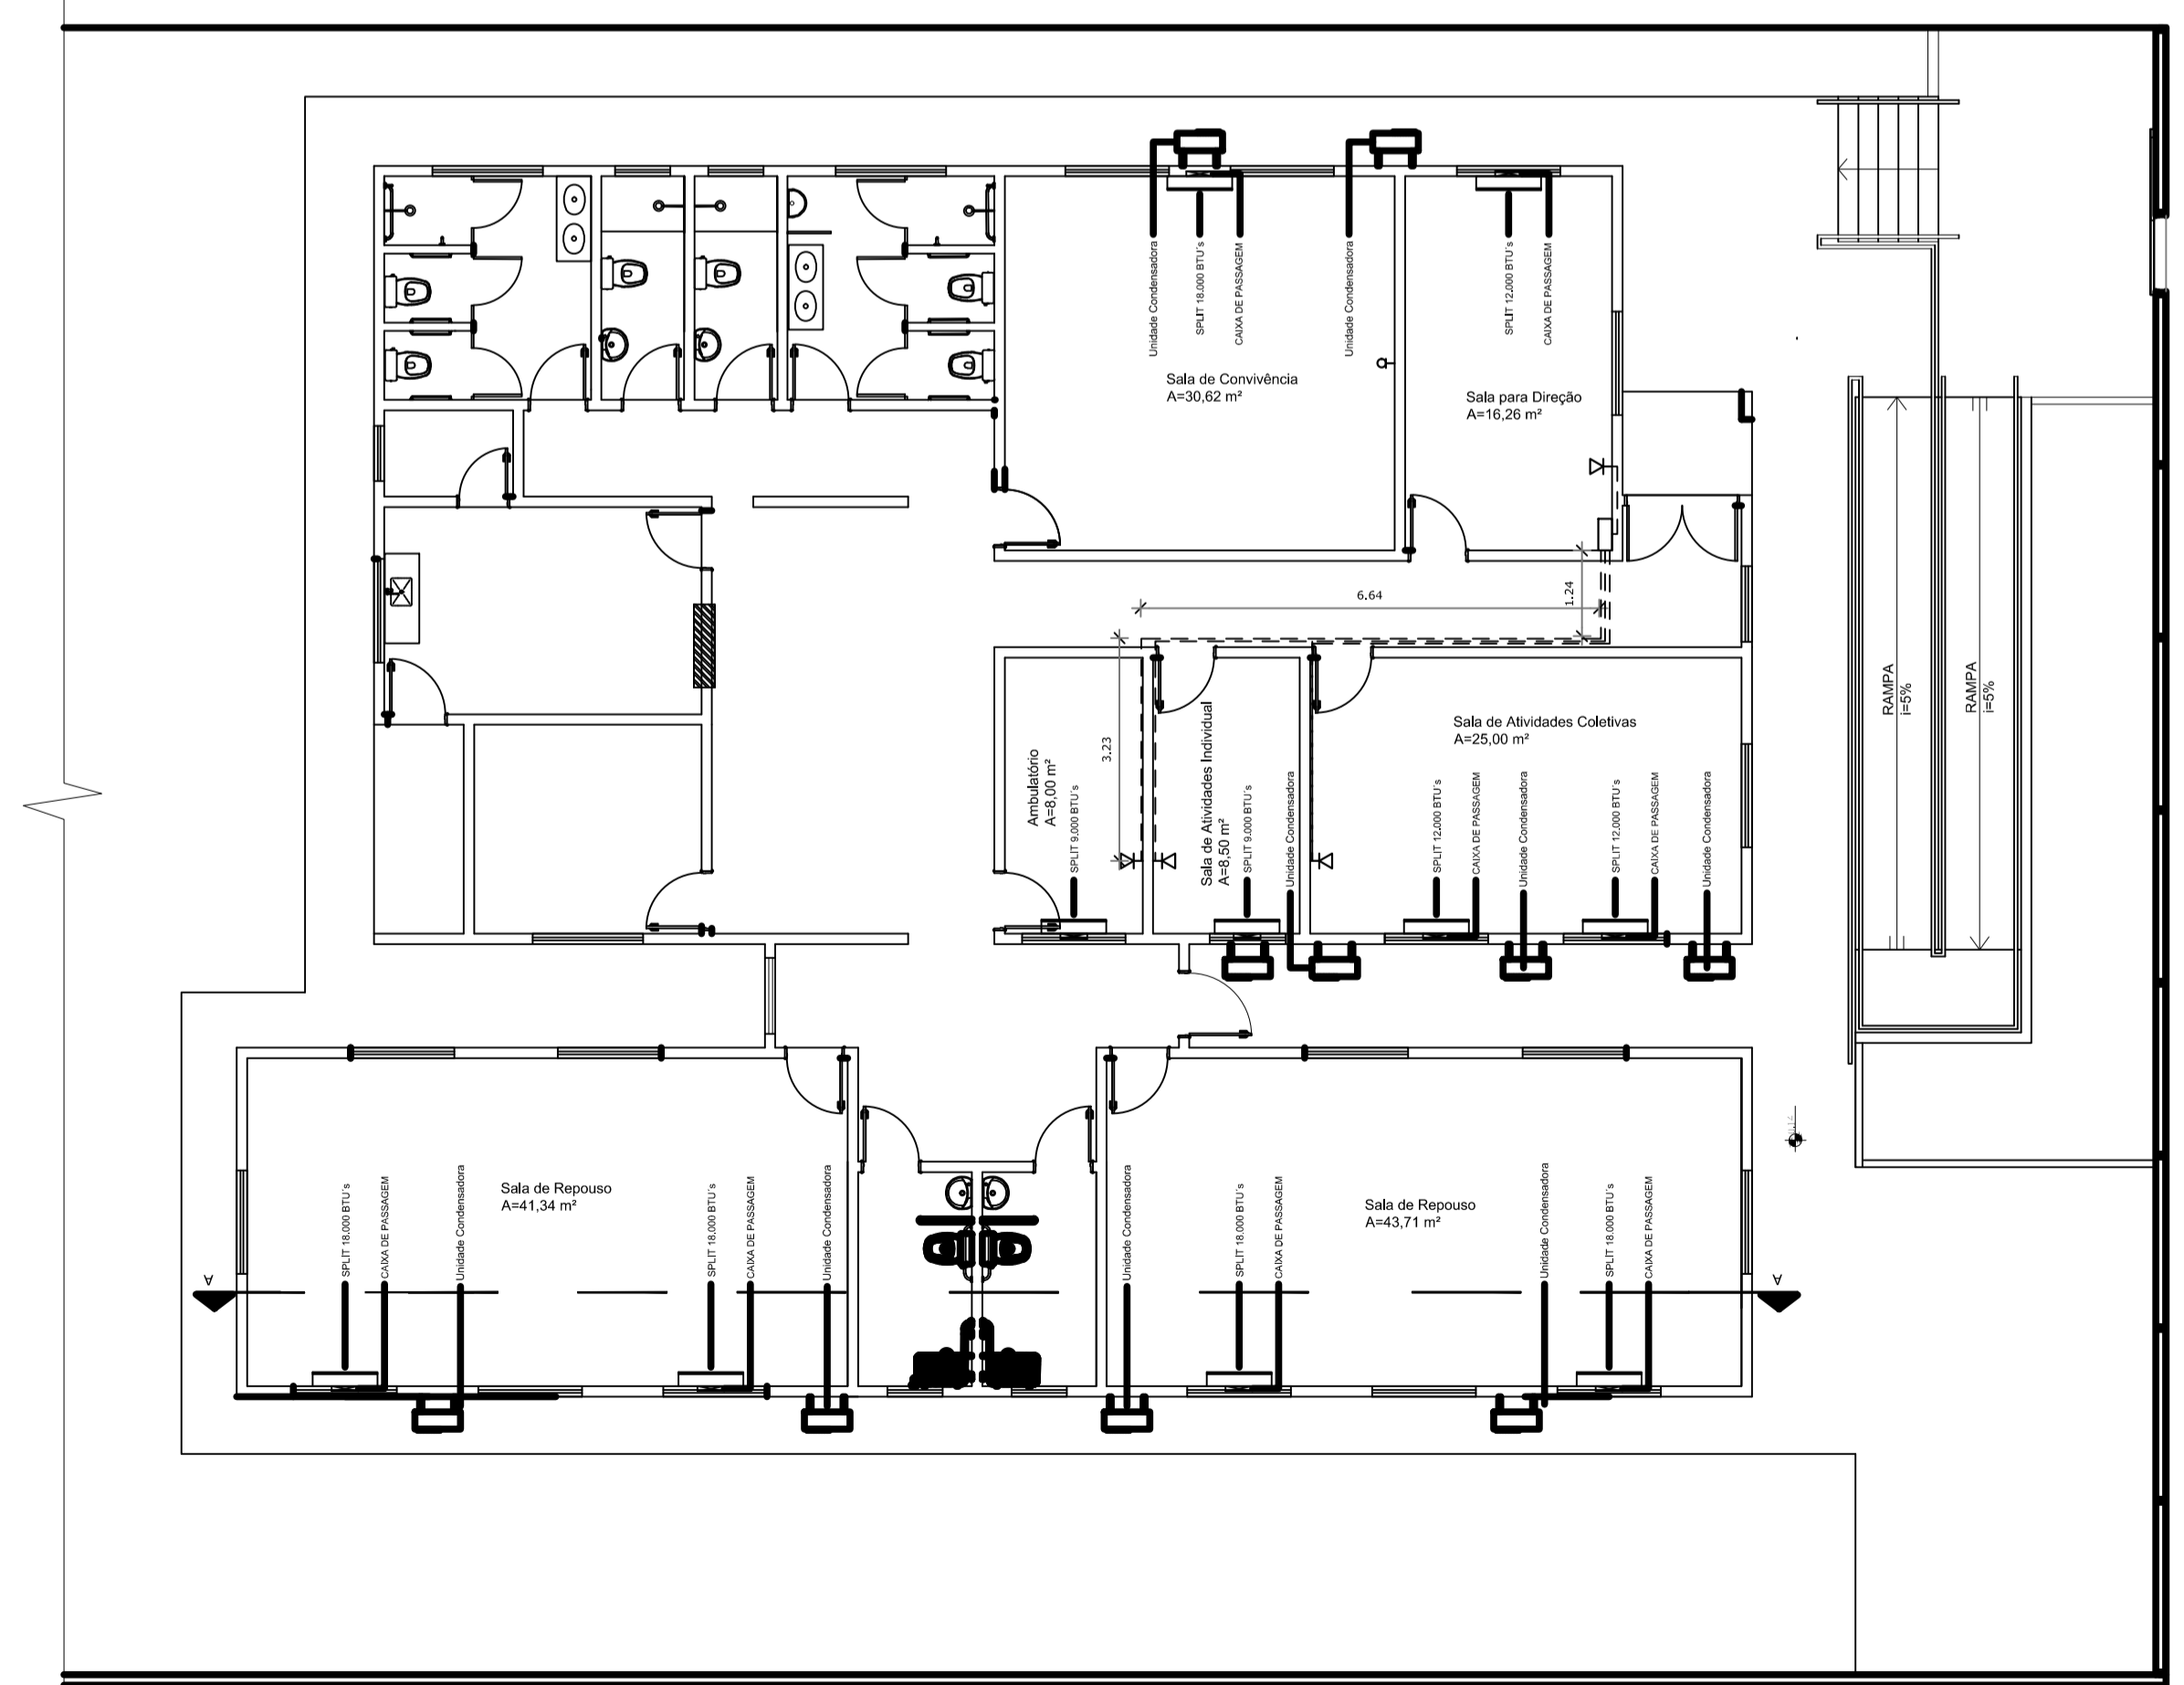 Unidade Condensadora
SPLIT 18.000 BTU's
CAIXA DE PASSAGEM
Unidade Condensadora
SPLIT 12.000 BTU's
CAIXA DE PASSAGEM
Sala de Convivência
A=30,62 m²
Sala para Direção
A=16,26 m²
6.64
1.24
3.23
Ambulatório
A=8,00 m²
SPLIT 9.000 BTU's
Sala de Atividades Individual
A=8,50 m²
SPLIT 9.000 BTU's
Unidade Condensadora
Sala de Atividades Coletivas
A=25,00 m²
SPLIT 12.000 BTU's
CAIXA DE PASSAGEM
Unidade Condensadora
SPLIT 12.000 BTU's
CAIXA DE PASSAGEM
Unidade Condensadora
RAMPA
i=5%
RAMPA
i=5%
Sala de Repouso
A=41,34 m²
SPLIT 18.000 BTU's
CAIXA DE PASSAGEM
Unidade Condensadora
SPLIT 18.000 BTU's
CAIXA DE PASSAGEM
Unidade Condensadora
Unidade Condensadora
SPLIT 18.000 BTU's
CAIXA DE PASSAGEM
Sala de Repouso
A=43,71 m²
Unidade Condensadora
SPLIT 18.000 BTU's
CAIXA DE PASSAGEM
A
A